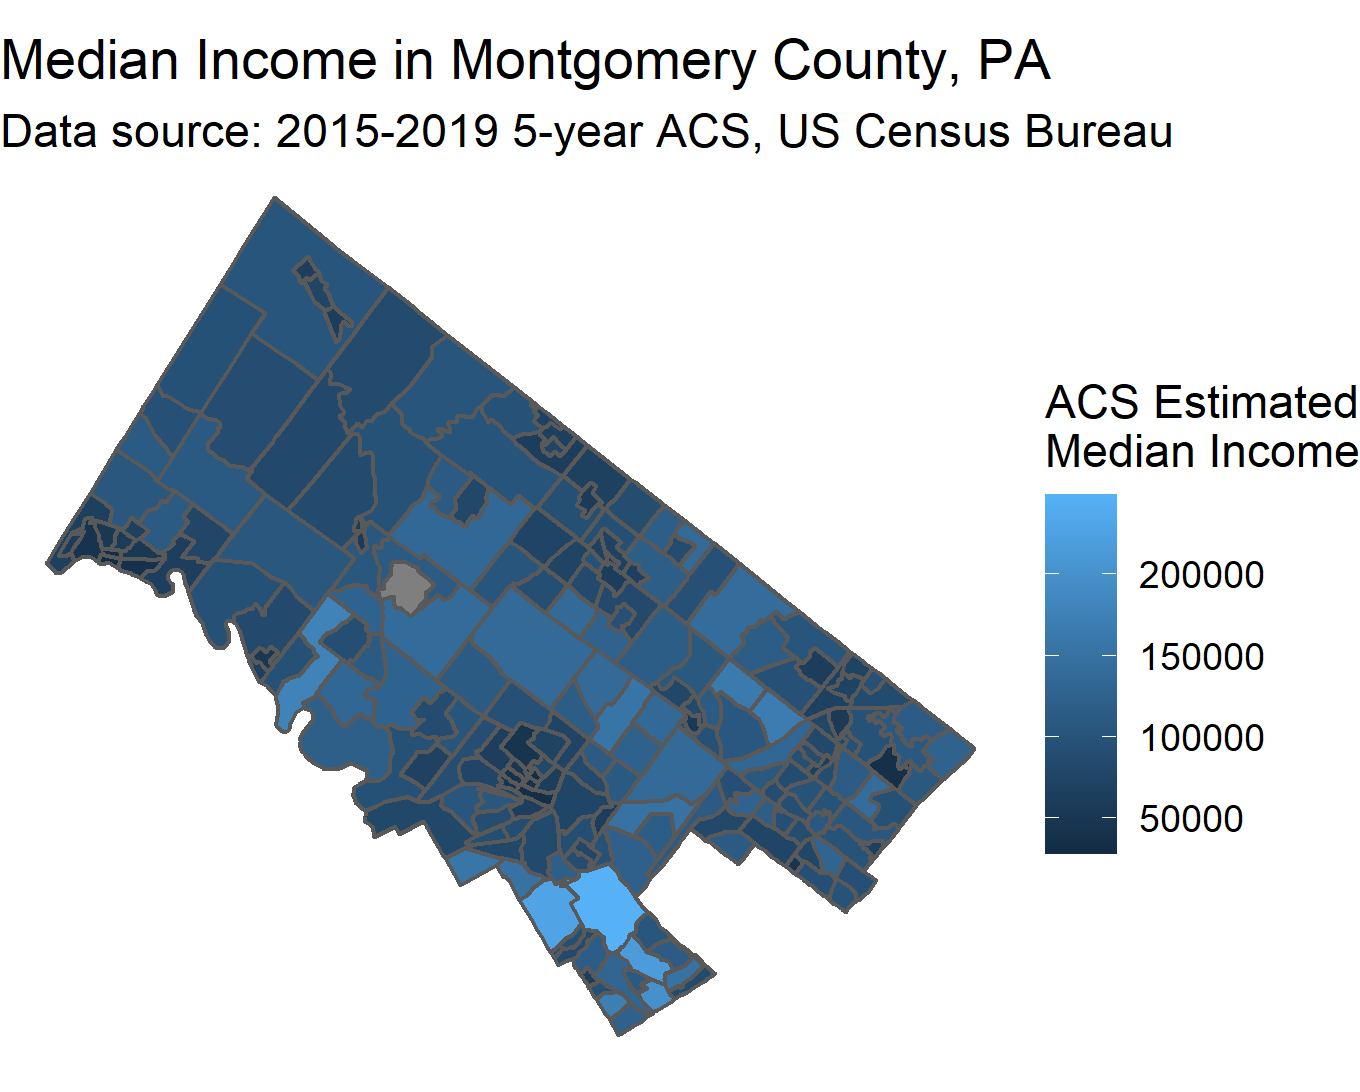 Median Income in Montgomery County, PA
Data source: 2015-2019 5-year ACS, US Census Bureau
ACS Estimated
Median Income
200000
150000
100000
50000